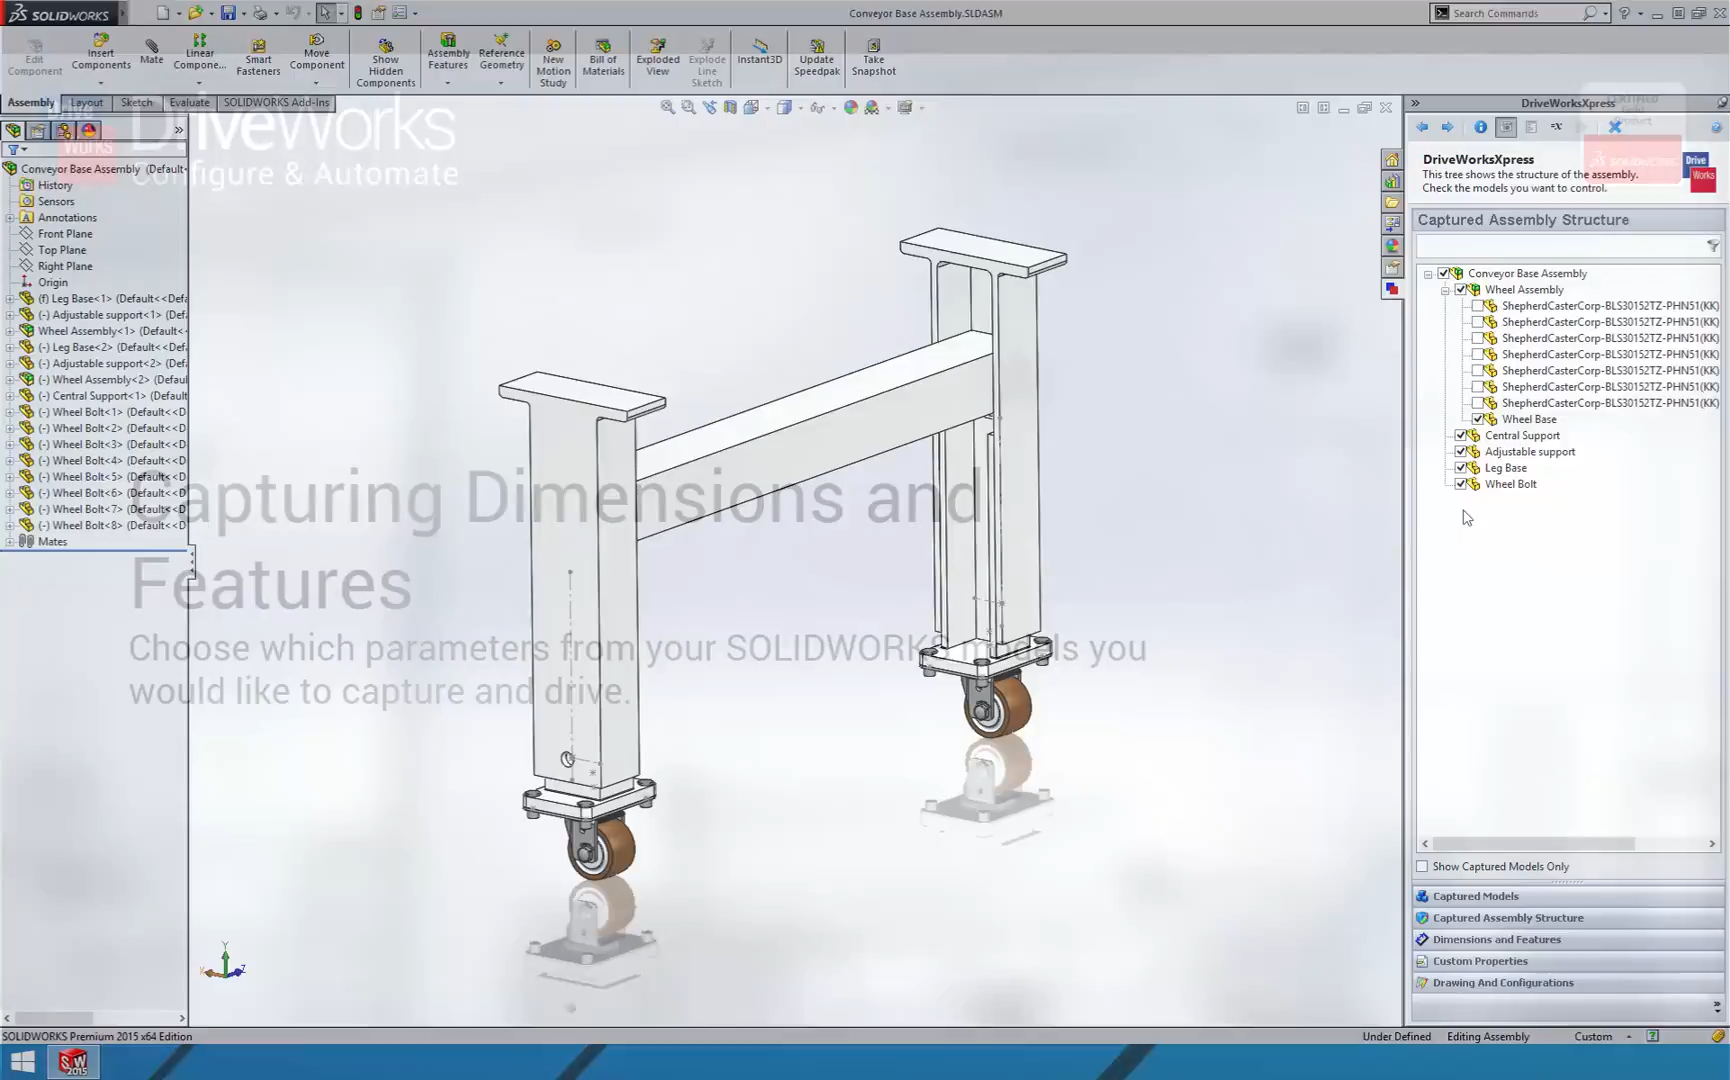 SOLIDWORKS
Conveyor Base Assembly.SLDASM
Search Commands
Edit Component
Insert Components
Mate
Linear Compone...
Smart Fasteners
Move Component
Show Hidden Components
Assembly Features
Reference Geometry
New Motion Study
Bill of Materials
Exploded View
Explode Line Sketch
Instant3D
Update Speedpak
Take Snapshot
Assembly
Layout
Sketch
Evaluate
SOLIDWORKS Add-Ins
DriveWorks
Configure & Automate
Conveyor Base Assembly (Default
History
Sensors
Annotations
Front Plane
Top Plane
Right Plane
Origin
(f) Leg Base<1> (Default<<Defa
(-) Adjustable support<1> (Defa
Wheel Assembly<1> (Default<
(-) Leg Base<2> (Default<<Defa
(-) Adjustable support<2> (Defa
(-) Wheel Assembly<2> (Defaul
(-) Central Support<1> (Default
(-) Wheel Bolt<1> (Default<<D
(-) Wheel Bolt<2> (Default<<D
(-) Wheel Bolt<3> (Default<<D
(-) Wheel Bolt<4> (Default<<D
(-) Wheel Bolt<5> (Default<<D
(-) Wheel Bolt<6> (Default<<D
(-) Wheel Bolt<7> (Default<<D
(-) Wheel Bolt<8> (Default<<D
Mates
Capturing Dimensions and
Features
Choose which parameters from your SOLIDWORKS models you
would like to capture and drive.
DriveWorksXpress
DriveWorksXpress
This tree shows the structure of the assembly.
Check the models you want to control.
Drive
Works
Captured Assembly Structure
Conveyor Base Assembly
Wheel Assembly
ShepherdCasterCorp-BLS30152TZ-PHN51(KK)
ShepherdCasterCorp-BLS30152TZ-PHN51(KK)
ShepherdCasterCorp-BLS30152TZ-PHN51(KK)
ShepherdCasterCorp-BLS30152TZ-PHN51(KK)
ShepherdCasterCorp-BLS30152TZ-PHN51(KK)
ShepherdCasterCorp-BLS30152TZ-PHN51(KK)
ShepherdCasterCorp-BLS30152TZ-PHN51(KK)
Wheel Base
Central Support
Adjustable support
Leg Base
Wheel Bolt
Show Captured Models Only
Captured Models
Captured Assembly Structure
Dimensions and Features
Custom Properties
Drawing And Configurations
Y
X
Z
SOLIDWORKS Premium 2015 x64 Edition
Under Defined
Editing Assembly
Custom
SW
2015